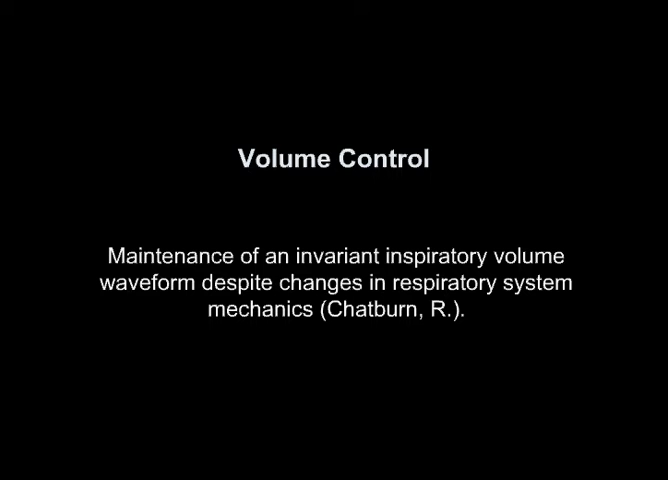 Volume Control
Maintenance of an invariant inspiratory volume
waveform despite changes in respiratory system
mechanics (Chatburn, R.).